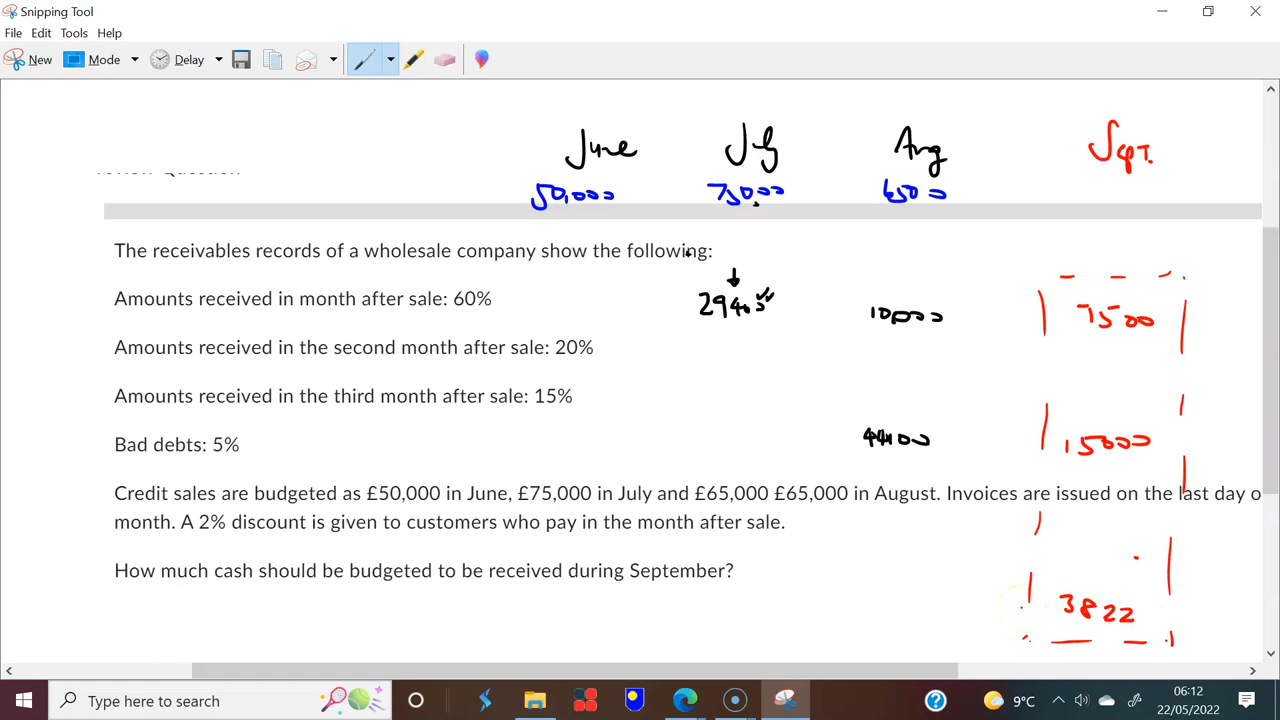 Snipping Tool
File Edit Tools Help
New Mode Delay
June July Aug Sept.
50,000 75000 65000
The receivables records of a wholesale company show the following:
Amounts received in month after sale: 60%
29400 10,000 7500
Amounts received in the second month after sale: 20%
Amounts received in the third month after sale: 15%
Bad debts: 5%
44100 15000
Credit sales are budgeted as £50,000 in June, £75,000 in July and £65,000 £65,000 in August. Invoices are issued on the last day o
month. A 2% discount is given to customers who pay in the month after sale.
How much cash should be budgeted to be received during September?
3822
Type here to search
9°C
06:12
22/05/2022